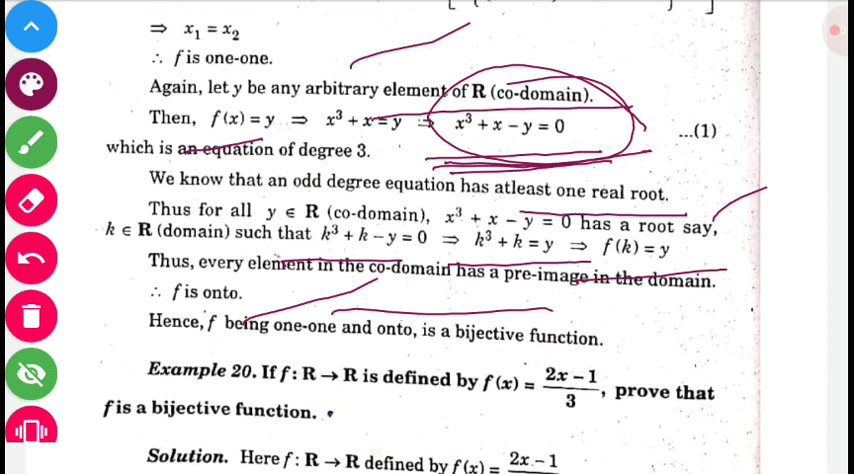 ⇒ x₁ = x₂
∴ f is one-one.
Again, let y be any arbitrary element of R (co-domain).
Then, f(x) = y ⇒ x³ + x = y ⇒ x³ + x – y = 0 ...(1)
which is an equation of degree 3.
We know that an odd degree equation has atleast one real root.
Thus for all y ∈ R (co-domain), x³ + x – y = 0 has a root say,
k ∈ R (domain) such that k³ + k – y = 0 ⇒ k³ + k = y ⇒ f(k) = y
Thus, every element in the co-domain has a pre-image in the domain.
∴ f is onto.
Hence, f being one-one and onto, is a bijective function.
Example 20. If f : R → R is defined by f(x) = (2x – 1)/3, prove that
f is a bijective function.
Solution. Here f : R → R defined by f(x) = 2x – 1